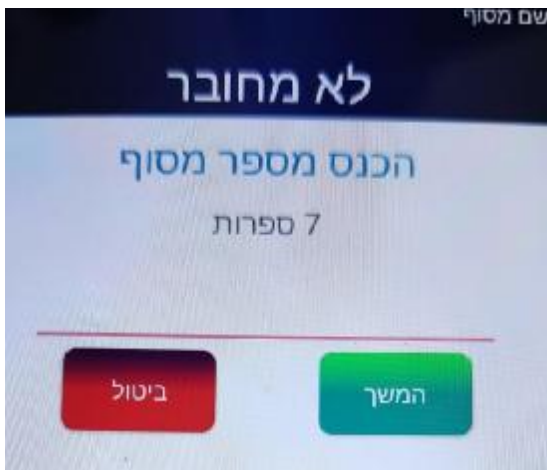 שם מסוף
לא מחובר
הכנס מספר מסוף
7 ספרות
המשך
ביטול